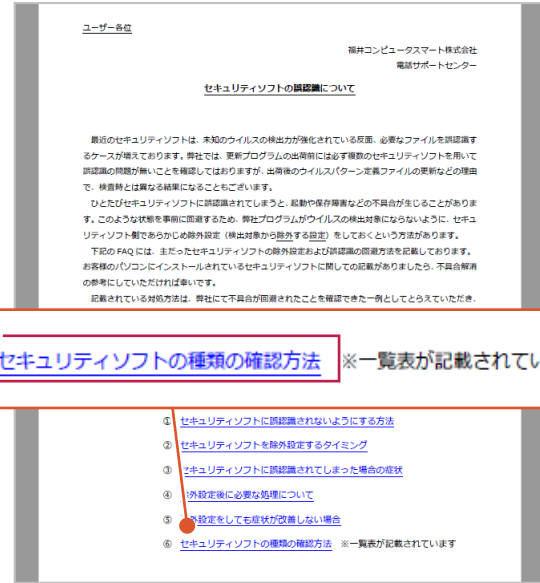 ユーザー各位
福井コンピュータスマート株式会社
電話サポートセンター
セキュリティソフトの誤認識について
最近のセキュリティソフトは、未知のウイルスの検出力が強化されている反面、必要なファイルを誤認識す
るケースが増えております。弊社では、更新プログラムの出荷前には必ず複数のセキュリティソフトを用いて
誤認識の問題が無いことを確認してはおりますが、出荷後のウイルスパターン定義ファイルの更新などの理由
で、検査時とは異なる結果になることもございます。
ひとたびセキュリティソフトに誤認識されてしまうと、起動や保存障害などの不具合が生じることがありま
す。このような状態を事前に回避するため、弊社プログラムがウイルスの検出対象にならないように、セキュ
リティソフト側であらかじめ除外設定（検出対象から除外する設定）をしておくという方法があります。
下記の FAQ には、主だったセキュリティソフトの除外設定および誤認識の回避方法を記載しております。
お客様のパソコンにインストールされているセキュリティソフトに関しての記載がありましたら、不具合解消
の参考にしていただければ幸いです。
記載されている対処方法は、弊社にて不具合が回避されたことを確認できた一例としてとらえていただき、
セキュリティソフトの種類の確認方法 ※一覧表が記載されてい
① セキュリティソフトに誤認識されないようにする方法
② セキュリティソフトを除外設定するタイミング
③ セキュリティソフトに誤認識されてしまった場合の症状
④ 外設定後に必要な処理について
⑤ 外設定をしても症状が改善しない場合
⑥ セキュリティソフトの種類の確認方法 ※一覧表が記載されています